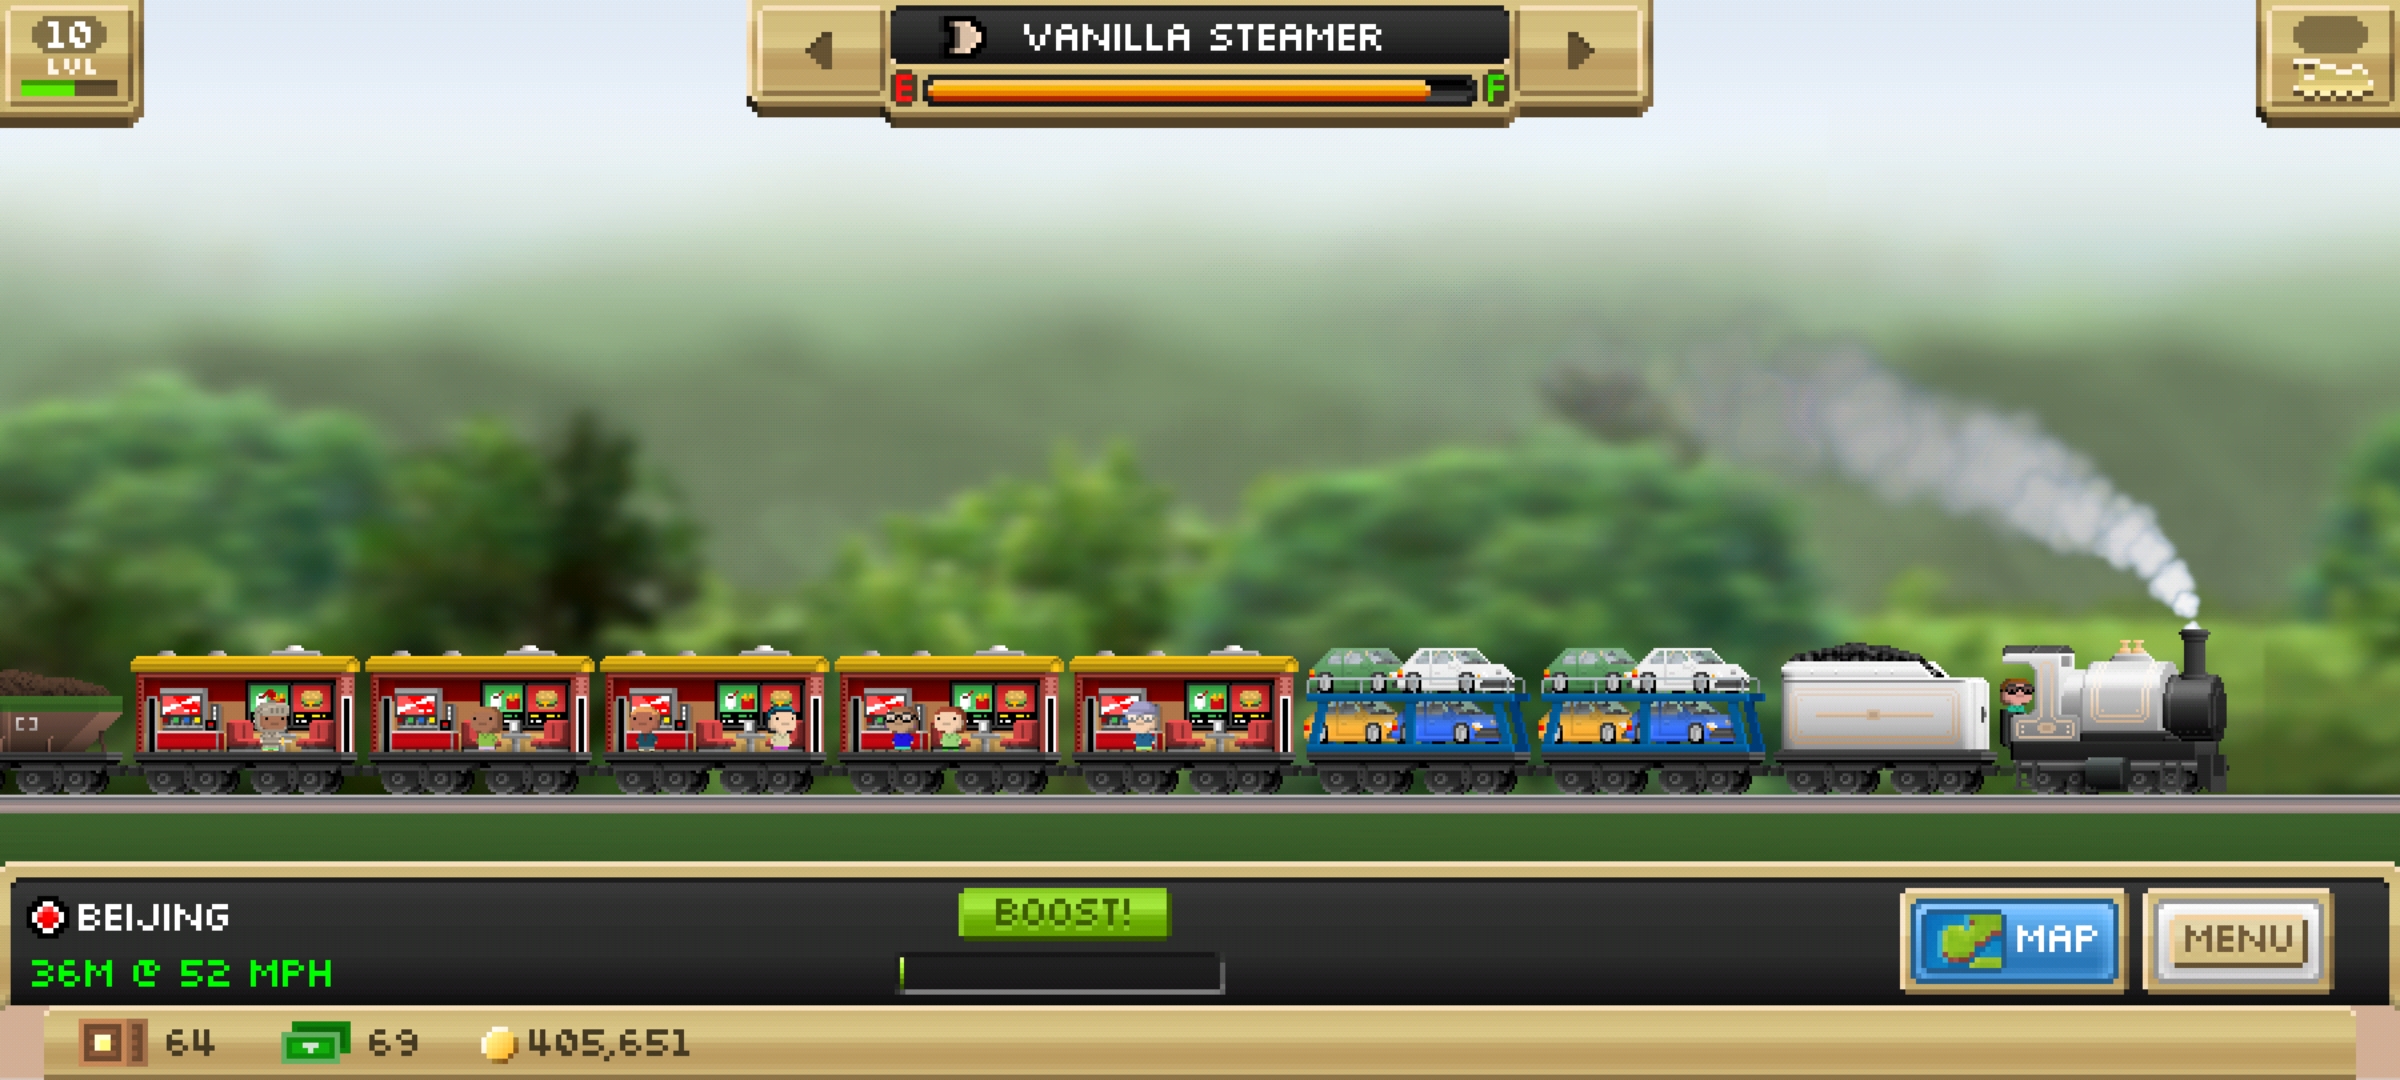 10
LVL
VANILLA STEAMER
E F
BEIJING
36M @ 52 MPH
BOOST!
MAP
MENU
64
69
405,651